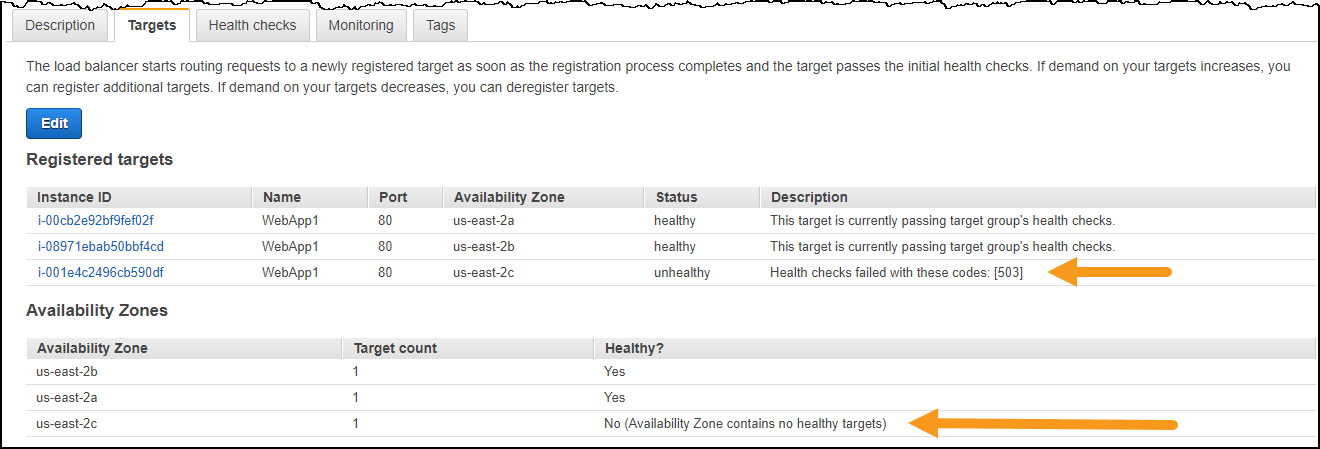 Description Targets Health checks Monitoring Tags
The load balancer starts routing requests to a newly registered target as soon as the registration process completes and the target passes the initial health checks. If demand on your targets increases, you
can register additional targets. If demand on your targets decreases, you can deregister targets.
Edit
Registered targets
Instance ID Name Port Availability Zone Status Description
i-00cb2e92bf9fef02f WebApp1 80 us-east-2a healthy This target is currently passing target group's health checks.
i-08971ebab50bbf4cd WebApp1 80 us-east-2b healthy This target is currently passing target group's health checks.
i-001e4c2496cb590df WebApp1 80 us-east-2c unhealthy Health checks failed with these codes: [503]
Availability Zones
Availability Zone Target count Healthy?
us-east-2b 1 Yes
us-east-2a 1 Yes
us-east-2c 1 No (Availability Zone contains no healthy targets)